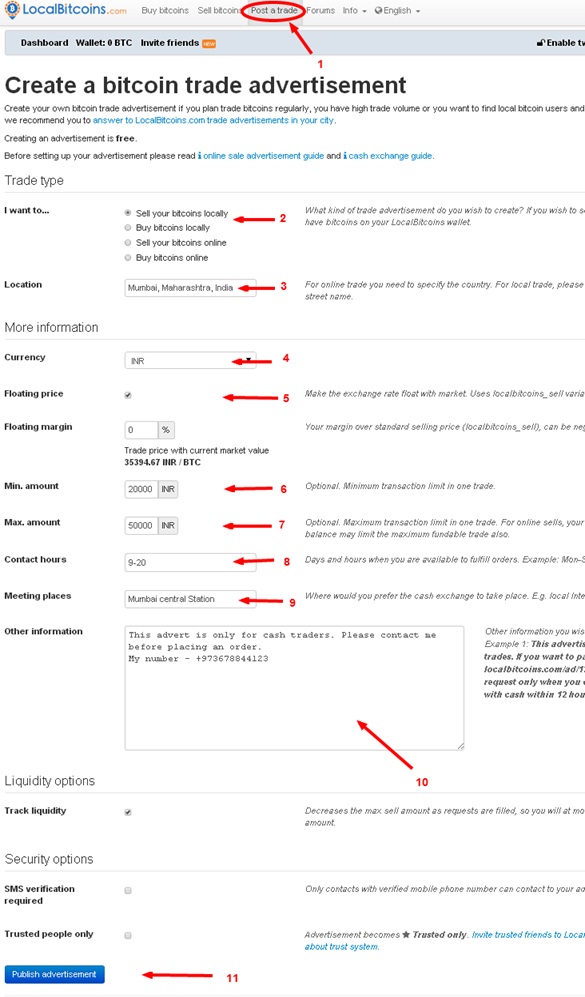 LocalBitcoins.com Buy bitcoins Sell bitcoins Post a trade Forums Info English
1
Dashboard Wallet: 0 BTC Invite friends NEW Enable tw
Create a bitcoin trade advertisement
Create your own bitcoin trade advertisement if you plan trade bitcoins regularly, you have high trade volume or you want to find local bitcoin users and
we recommend you to answer to LocalBitcoins.com trade advertisements in your city.
Creating an advertisement is free.
Before setting up your advertisement please read online sale advertisement guide and cash exchange guide.
Trade type
I want to... Sell your bitcoins locally 2 What kind of trade advertisement do you wish to create? If you wish to s
Buy bitcoins locally have bitcoins on your LocalBitcoins wallet.
Sell your bitcoins online
Buy bitcoins online
Location Mumbai, Maharashtra, India 3 For online trade you need to specify the country. For local trade, please
street name.
More information
Currency INR 4
Floating price 5 Make the exchange rate float with market. Uses localbitcoins_sell varia
Floating margin 0 % Your margin over standard selling price (localbitcoins_sell), can be neg
Trade price with current market value
35394.67 INR / BTC
Min. amount 20000 INR 6 Optional. Minimum transaction limit in one trade.
Max. amount 50000 INR 7 Optional. Maximum transaction limit in one trade. For online sells, your
balance may limit the maximum fundable trade also.
Contact hours 9-20 8 Days and hours when you are available to fulfill orders. Example: Mon-S
Meeting places Mumbai central Station 9 Where would you prefer the cash exchange to take place. E.g. local Inte
Other information This advert is only for cash traders. Please contact me Other information you wis
before placing an order. Example 1: This advertis
My number - +973678844123 trades. If you want to pa
localbitcoins.com/ad/1
request only when you
with cash within 12 hou
10
Liquidity options
Track liquidity Decreases the max sell amount as requests are filled, so you will at mo
amount.
Security options
SMS verification Only contacts with verified mobile phone number can contact to your ad
required
Trusted people only Advertisement becomes ★ Trusted only. Invite trusted friends to Local
about trust system.
Publish advertisement 11